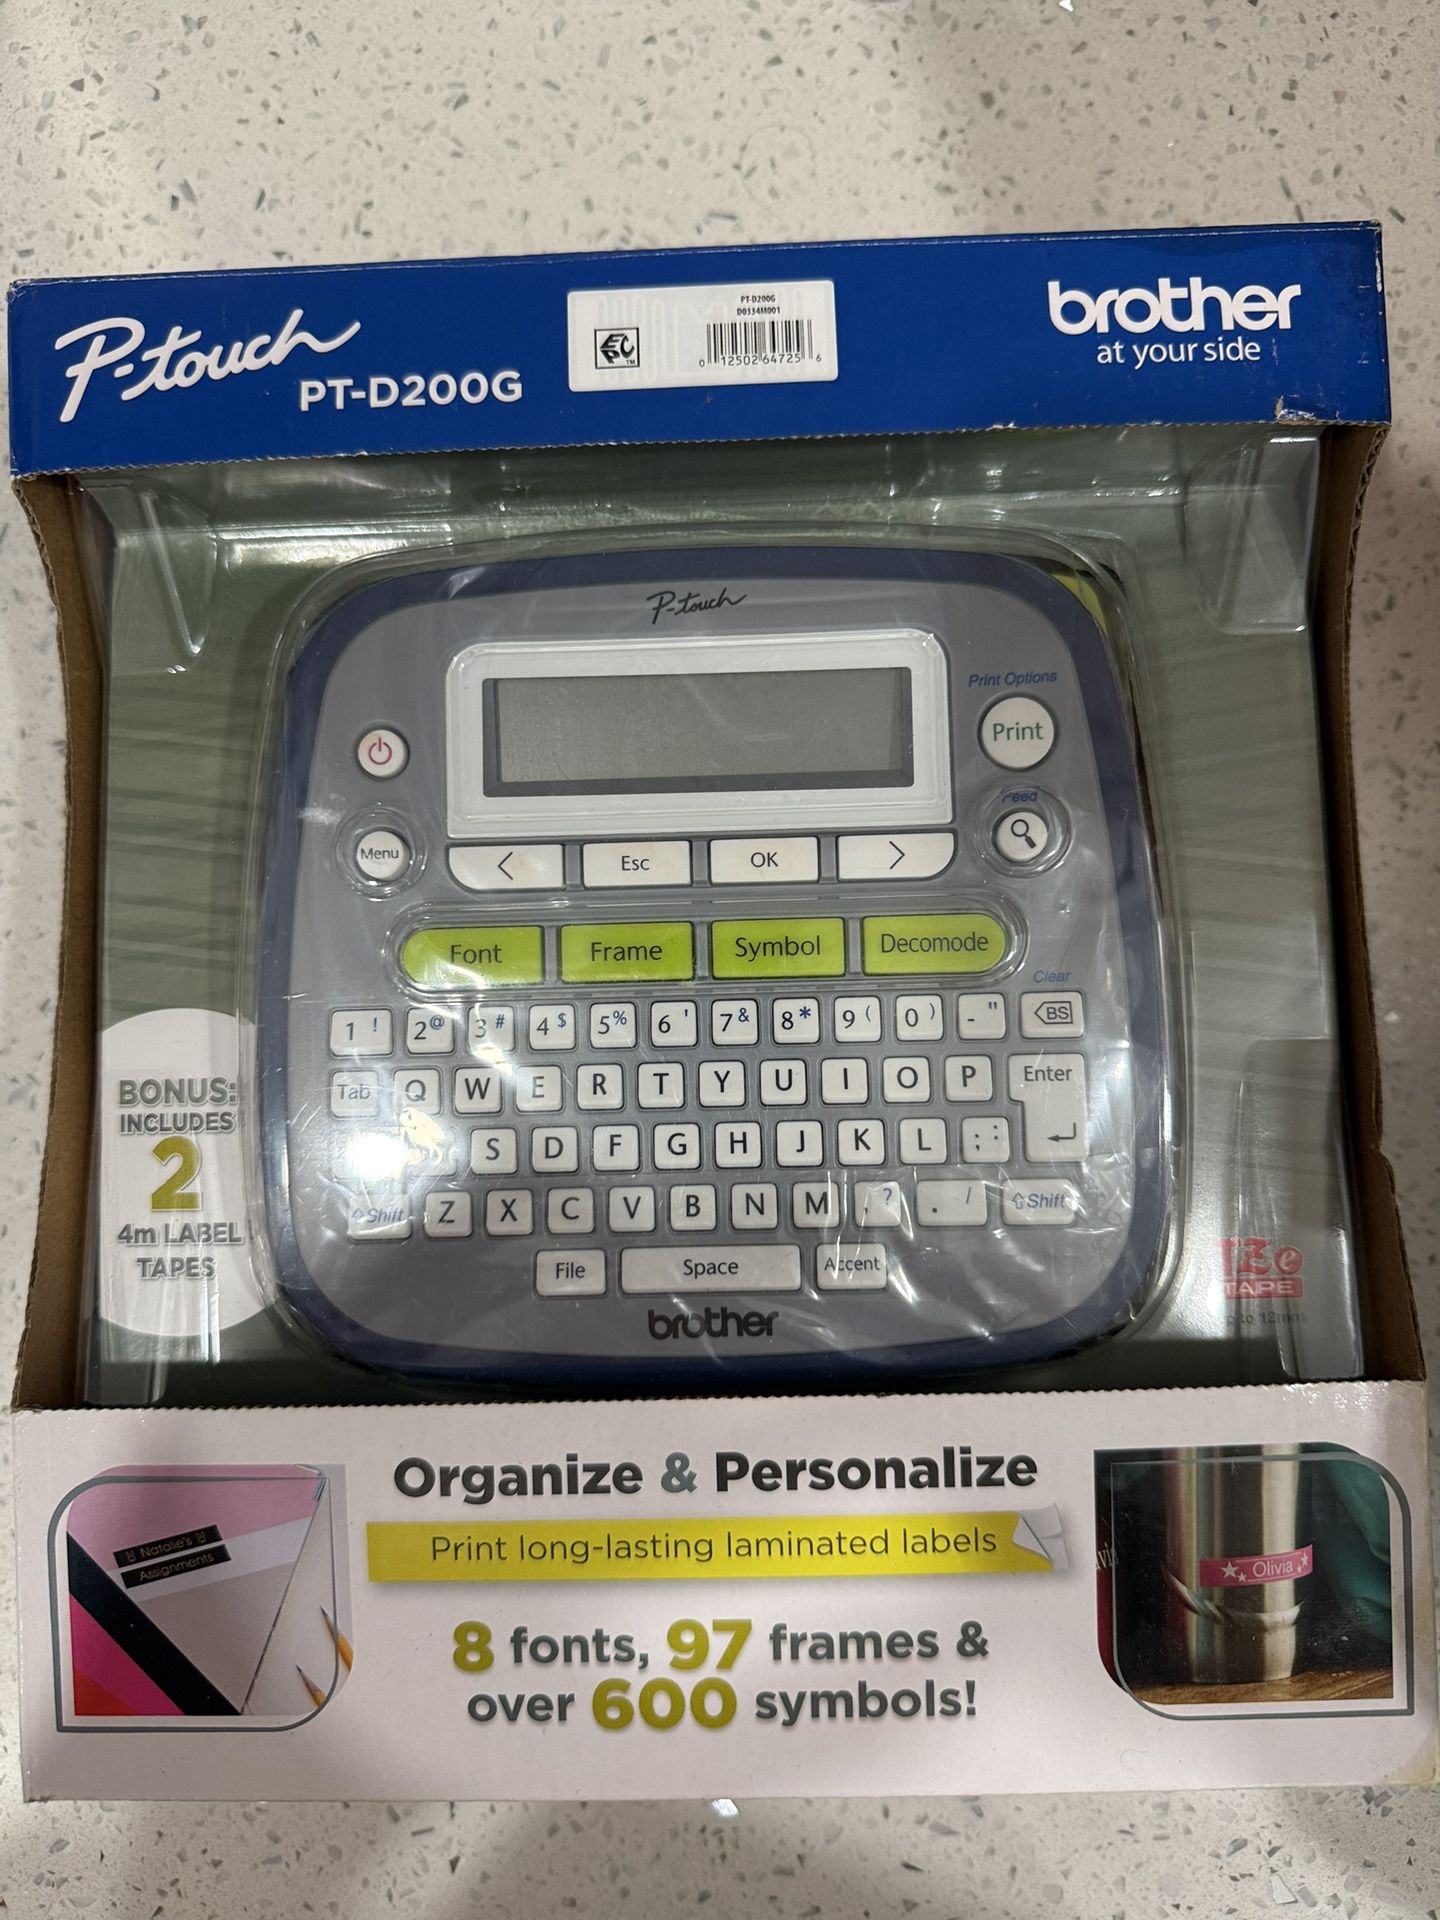 P-touch
PT-D200G
PT-D200G
D0334M001
0 12502 64725 6
brother
at your side
P-touch
Print Options
Print
Feed
Menu
< Esc OK >
Font Frame Symbol Decomode
Clear
1 ! 2 @ 3 # 4 $ 5 % 6 ' 7 & 8 * 9 ( 0 ) - " BS
Tab Q W E R T Y U I O P Enter
S D F G H J K L ; :
Shift Z X C V B N M , ? . / Shift
File Space Accent
brother
BONUS:
INCLUDES
2
4m LABEL
TAPES
TZe
TAPE
to 12mm
Organize & Personalize
Print long-lasting laminated labels
8 fonts, 97 frames &
over 600 symbols!
Natalie's
Assignments
Olivia